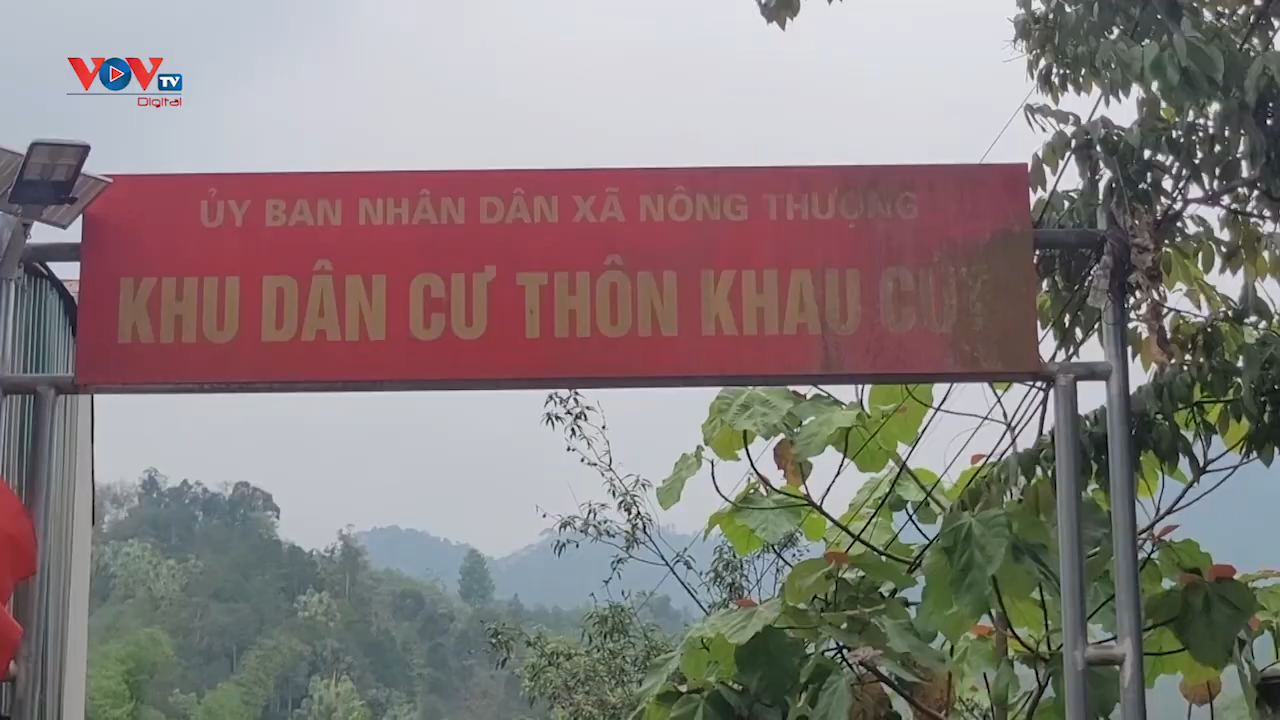 VOV TV
Digital
ỦY BAN NHÂN DÂN XÃ NÔNG THƯỢNG
KHU DÂN CƯ THÔN KHAU